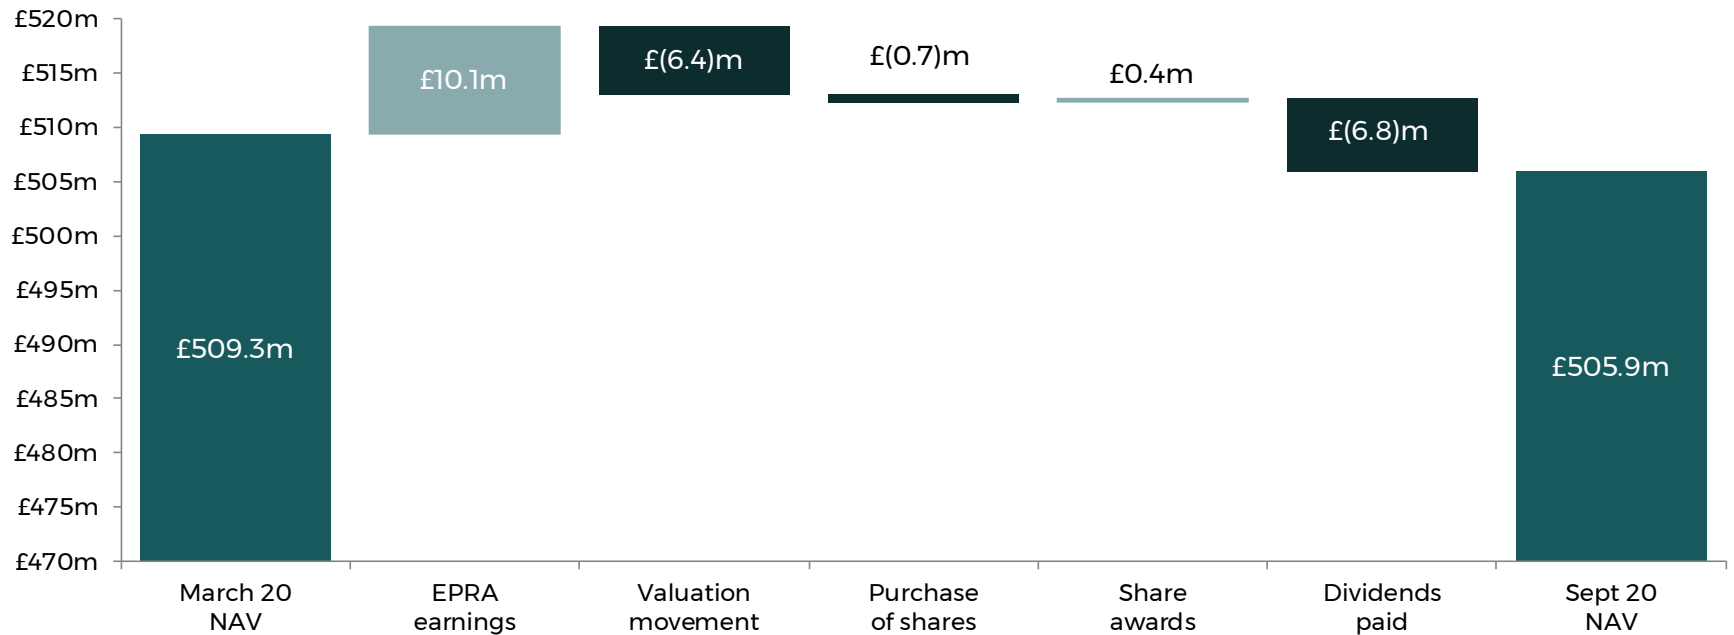 £520m
£515m
£510m
£505m
£500m
£495m
£490m
£485m
£480m
£475m
£470m
£509.3m
£10.1m
£(6.4)m
£(0.7)m
£0.4m
£(6.8)m
£505.9m
March 20
NAV
EPRA
earnings
Valuation
movement
Purchase
of shares
Share
awards
Dividends
paid
Sept 20
NAV